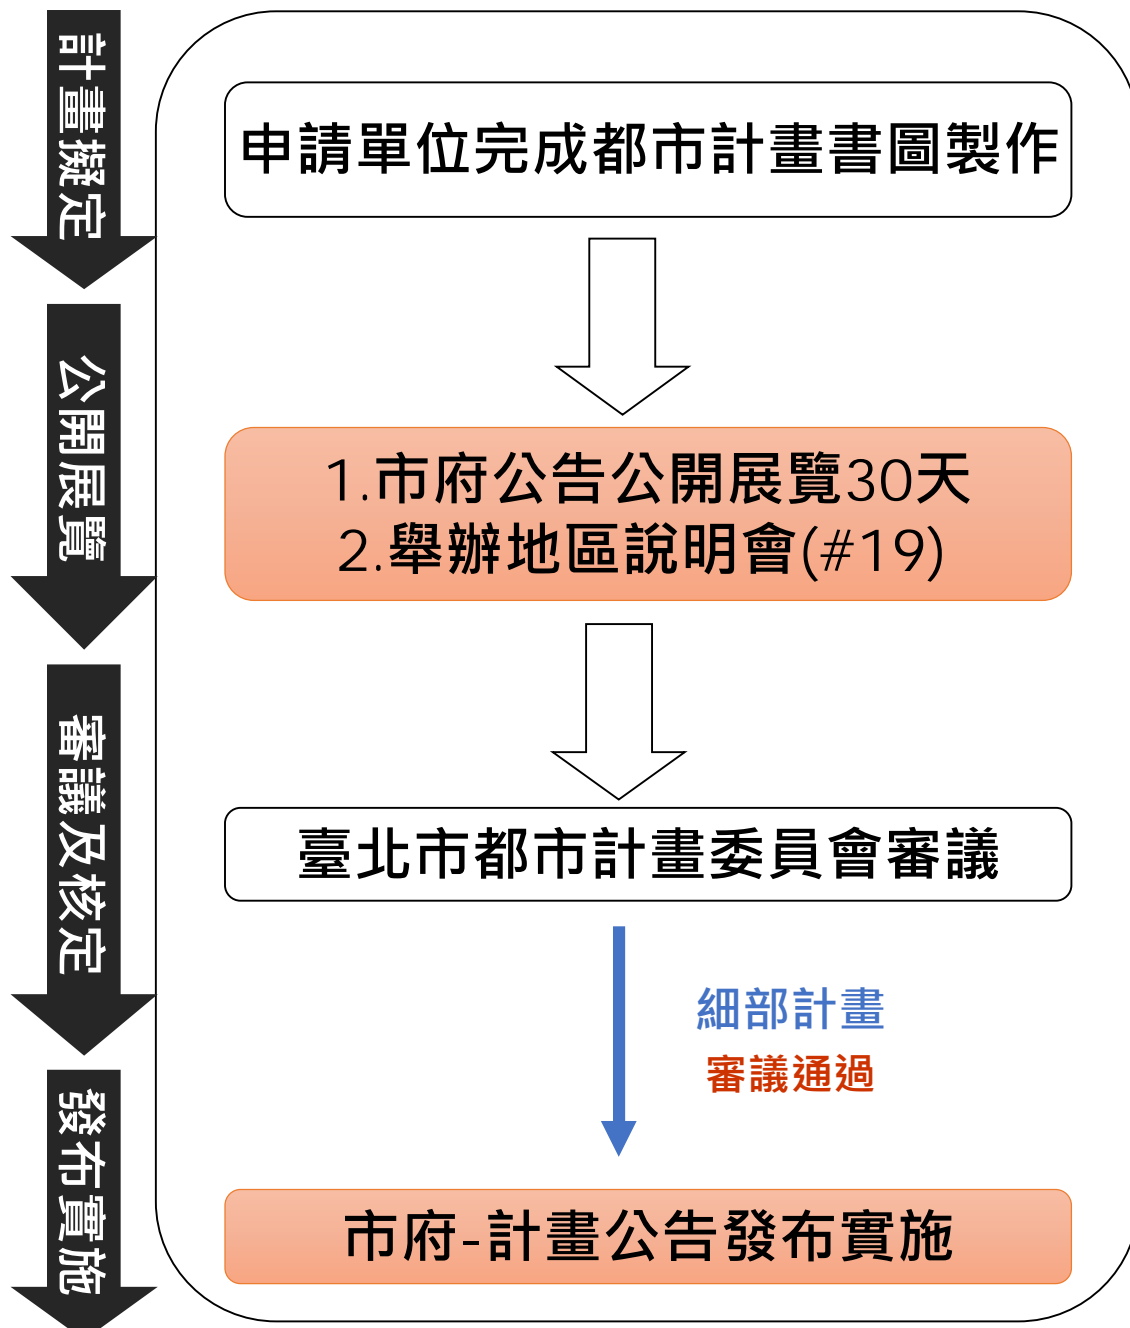 計畫擬定
申請單位完成都市計畫書圖製作
公開展覽
1.市府公告公開展覽30天
2.舉辦地區說明會(#19)
審議及核定
臺北市都市計畫委員會審議
細部計畫
審議通過
發布實施
市府-計畫公告發布實施